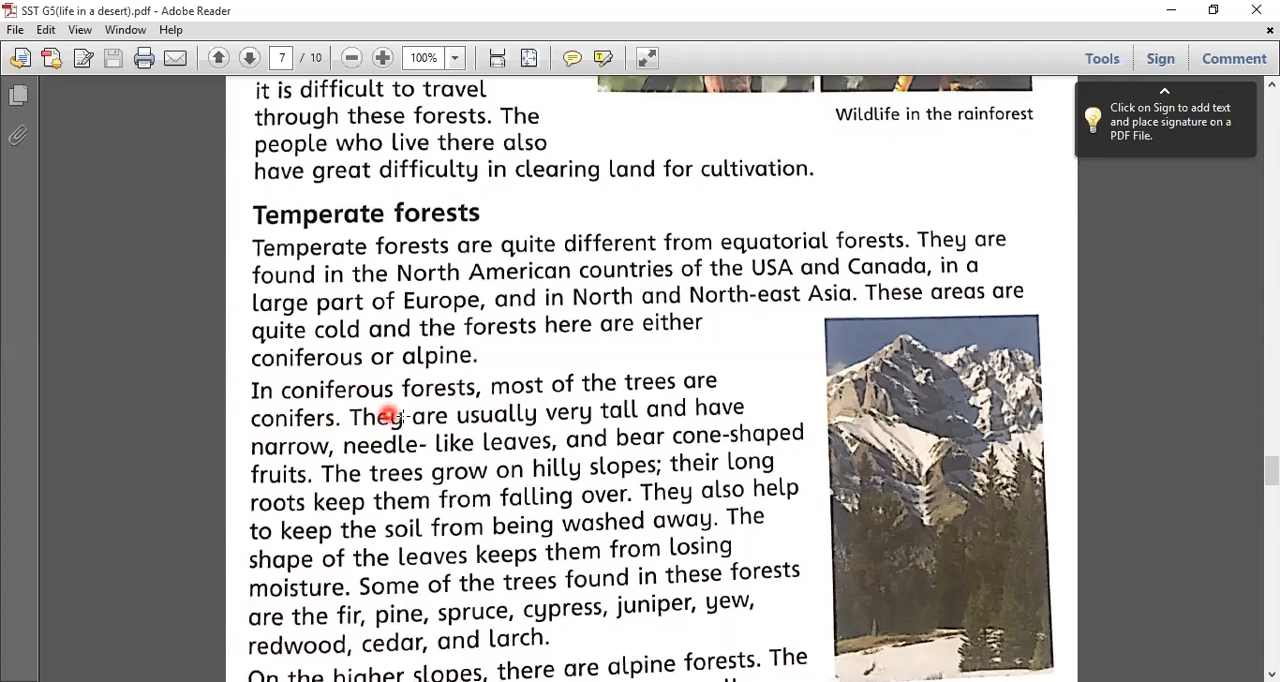 SST G5(life in a desert).pdf - Adobe Reader
File Edit View Window Help
7 / 10 100% Tools Sign Comment
Click on Sign to add text
and place signature on a
PDF File.
it is difficult to travel
through these forests. The
people who live there also
have great difficulty in clearing land for cultivation.
Wildlife in the rainforest
Temperate forests
Temperate forests are quite different from equatorial forests. They are
found in the North American countries of the USA and Canada, in a
large part of Europe, and in North and North-east Asia. These areas are
quite cold and the forests here are either
coniferous or alpine.
In coniferous forests, most of the trees are
conifers. They are usually very tall and have
narrow, needle- like leaves, and bear cone-shaped
fruits. The trees grow on hilly slopes; their long
roots keep them from falling over. They also help
to keep the soil from being washed away. The
shape of the leaves keeps them from losing
moisture. Some of the trees found in these forests
are the fir, pine, spruce, cypress, juniper, yew,
redwood, cedar, and larch.
On the higher slopes, there are alpine forests. The